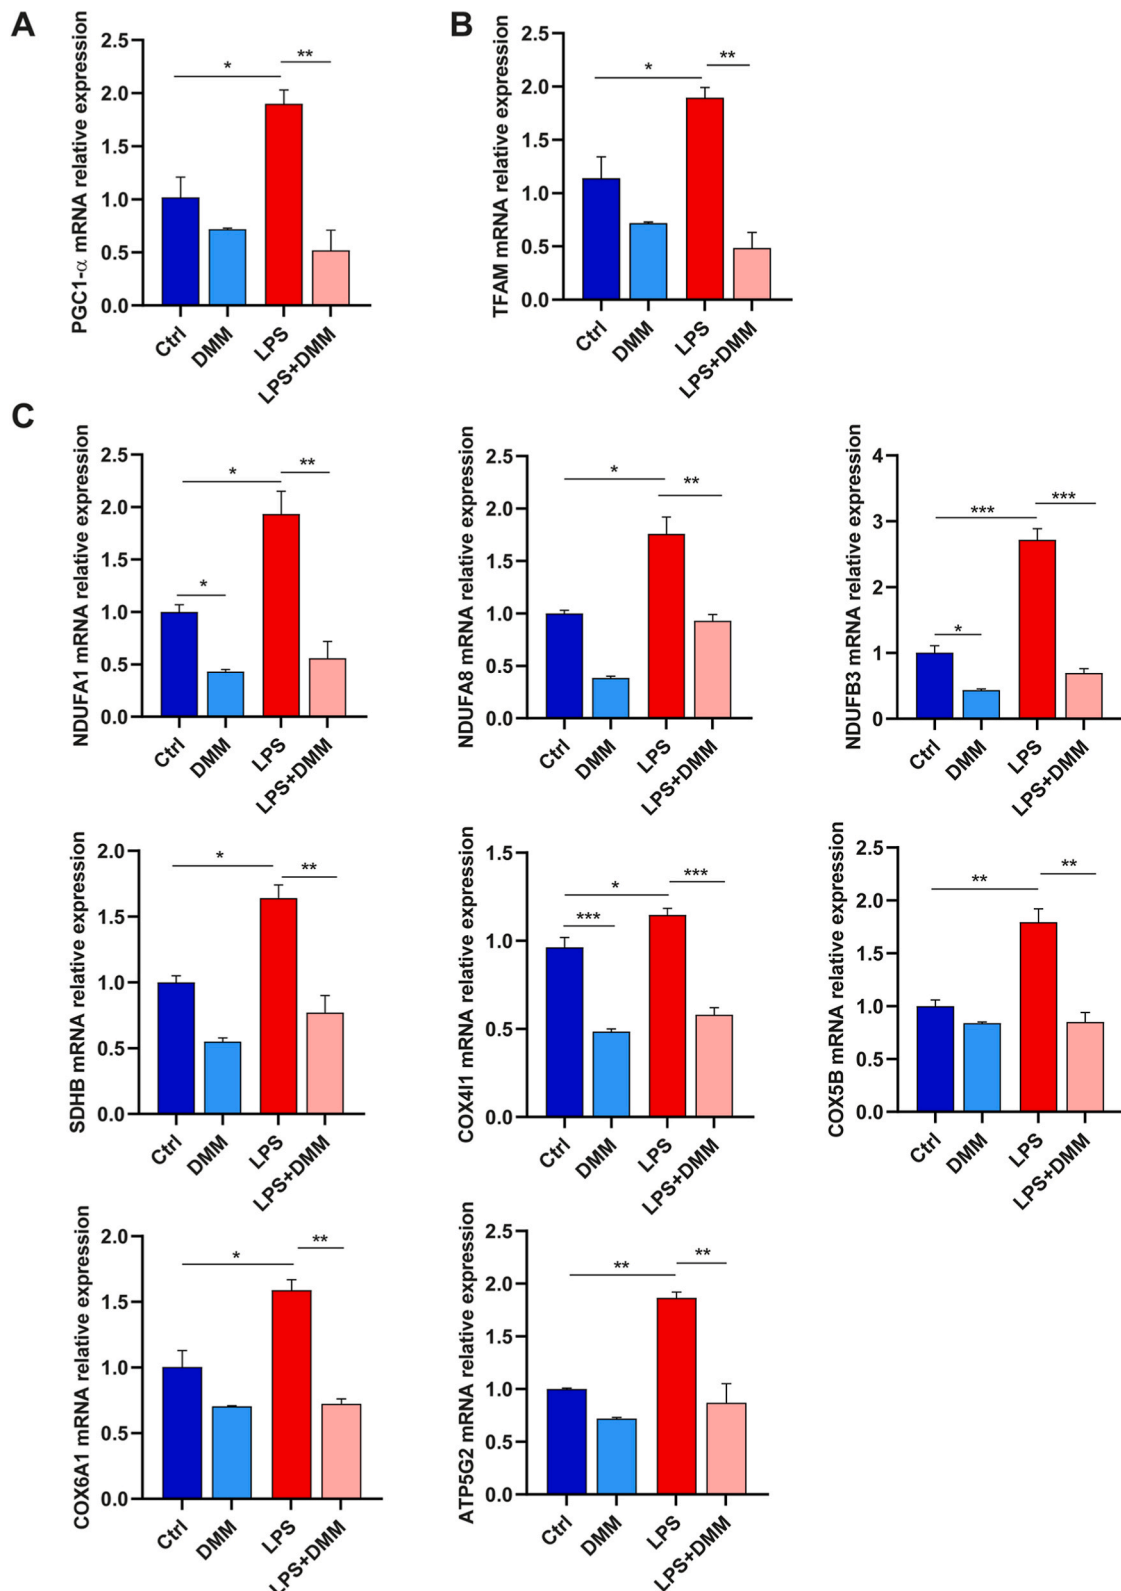 A
PGC1-α mRNA relative expression
2.5
2.0
1.5
1.0
0.5
0.0
*
**
Ctrl
DMM
LPS
LPS+DMM
B
TFAM mRNA relative expression
2.5
2.0
1.5
1.0
0.5
0.0
*
**
Ctrl
DMM
LPS
LPS+DMM
C
NDUFA1 mRNA relative expression
2.5
2.0
1.5
1.0
0.5
0.0
*
*
**
Ctrl
DMM
LPS
LPS+DMM
NDUFA8 mRNA relative expression
2.5
2.0
1.5
1.0
0.5
0.0
*
**
Ctrl
DMM
LPS
LPS+DMM
NDUFB3 mRNA relative expression
4
3
2
1
0
*
***
***
Ctrl
DMM
LPS
LPS+DMM
SDHB mRNA relative expression
2.0
1.5
1.0
0.5
0.0
*
**
Ctrl
DMM
LPS
LPS+DMM
COX4I1 mRNA relative expression
1.5
1.0
0.5
0.0
***
*
***
Ctrl
DMM
LPS
LPS+DMM
COX5B mRNA relative expression
2.5
2.0
1.5
1.0
0.5
0.0
**
**
Ctrl
DMM
LPS
LPS+DMM
COX6A1 mRNA relative expression
2.0
1.5
1.0
0.5
0.0
*
**
Ctrl
DMM
LPS
LPS+DMM
ATP5G2 mRNA relative expression
2.5
2.0
1.5
1.0
0.5
0.0
**
**
Ctrl
DMM
LPS
LPS+DMM